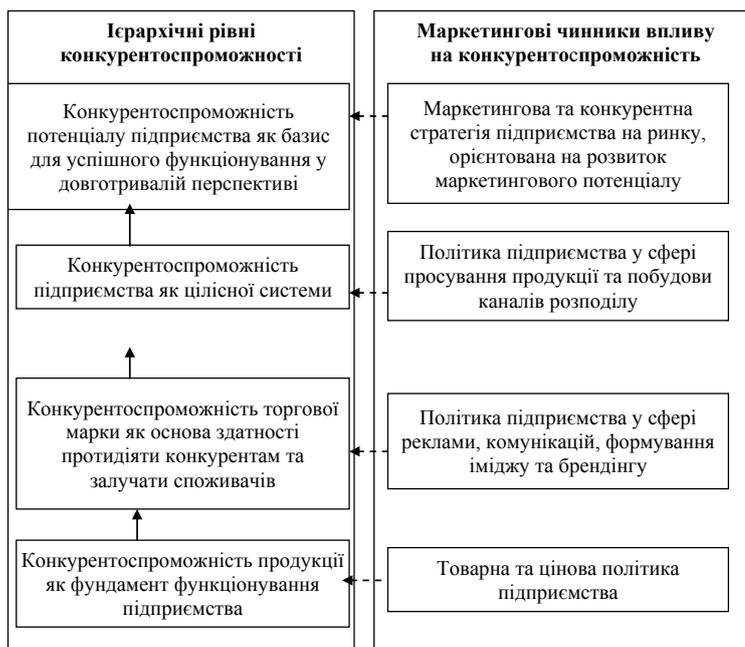 Ієрархічні рівні
конкурентоспроможності
Конкурентоспроможність
потенціалу підприємства як базис
для успішного функціонування у
довготривалій перспективі
Конкурентоспроможність
підприємства як цілісної системи
Конкурентоспроможність торгової
марки як основа здатності
протидіяти конкурентам та
залучати споживачів
Конкурентоспроможність продукції
як фундамент функціонування
підприємства
Маркетингові чинники впливу
на конкурентоспроможність
Маркетингова та конкурентна
стратегія підприємства на ринку,
орієнтована на розвиток
маркетингового потенціалу
Політика підприємства у сфері
просування продукції та побудови
каналів розподілу
Політика підприємства у сфері
реклами, комунікацій, формування
іміджу та брендінгу
Товарна та цінова політика
підприємства